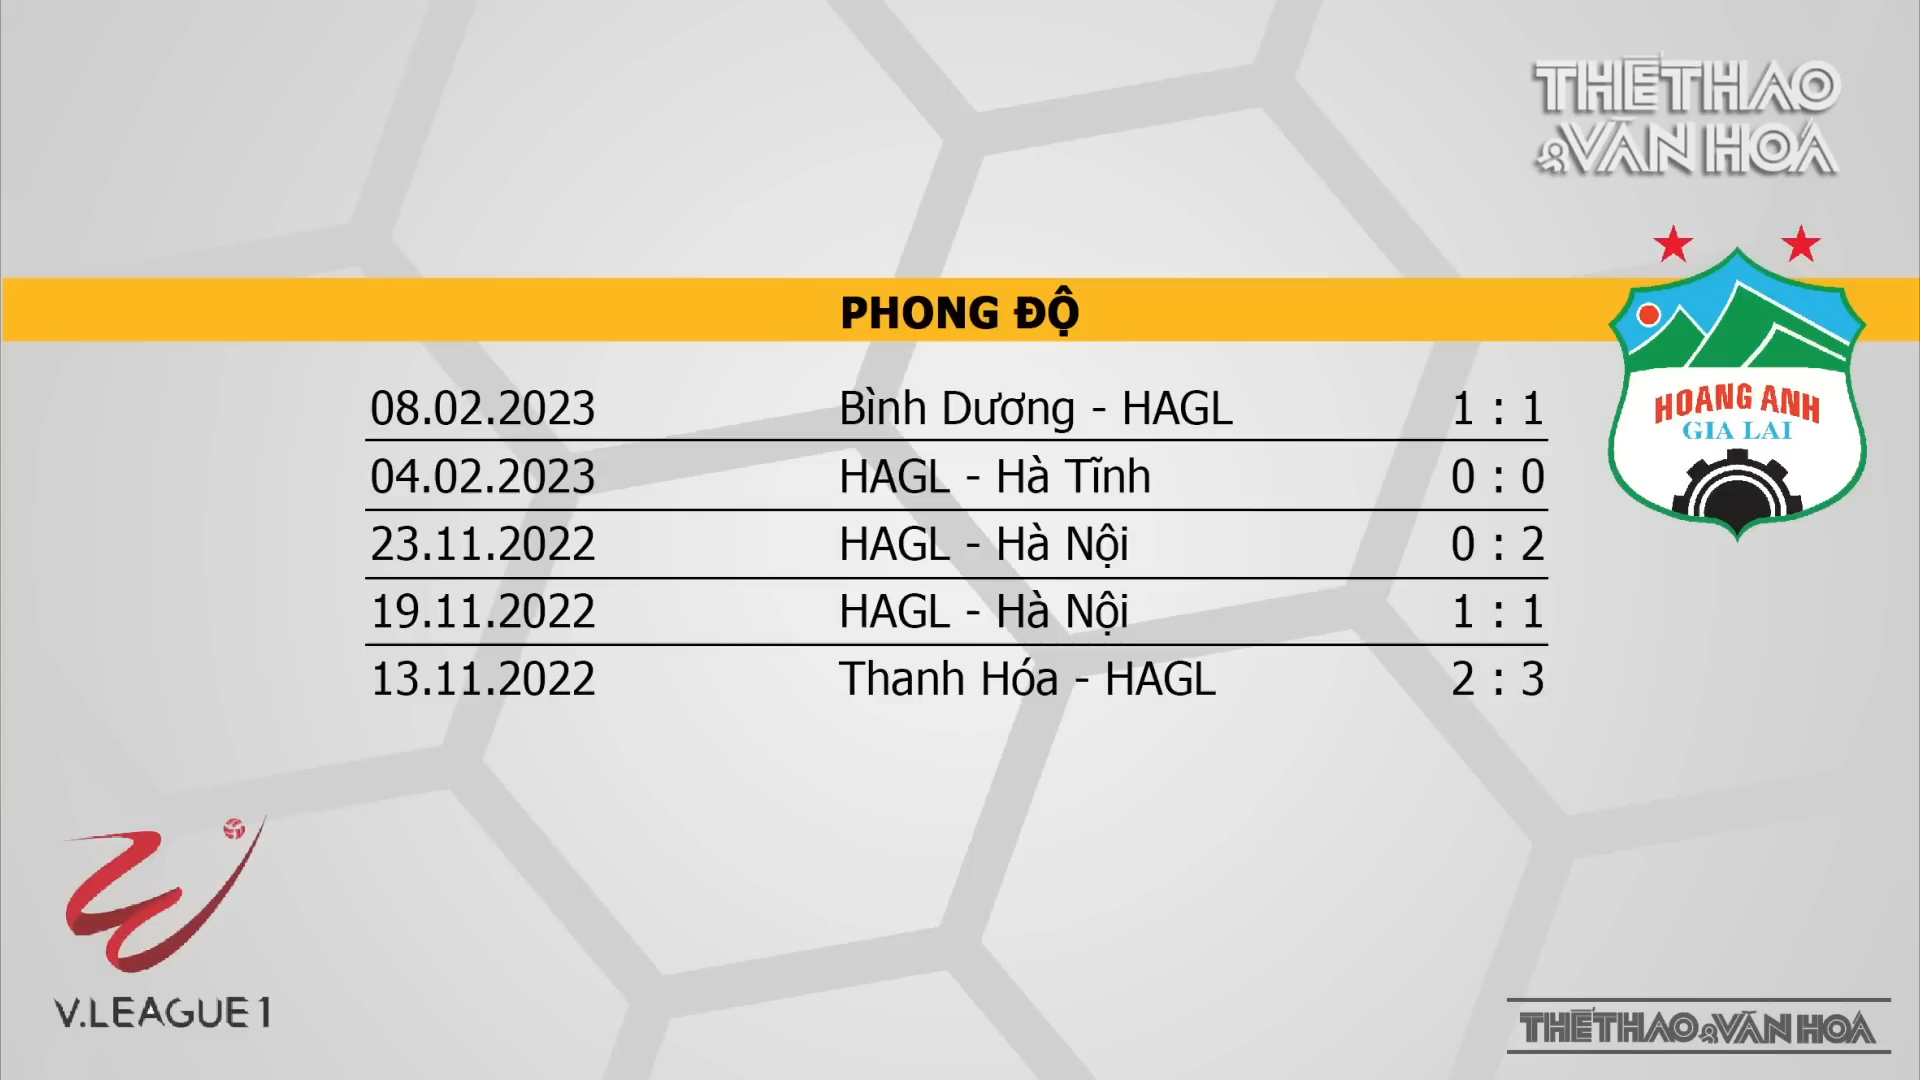 THỂTHAO
&VĂN HOÁ
PHONG ĐỘ
HOANG ANH
GIA LAI
08.02.2023 Bình Dương - HAGL 1 : 1
04.02.2023 HAGL - Hà Tĩnh 0 : 0
23.11.2022 HAGL - Hà Nội 0 : 2
19.11.2022 HAGL - Hà Nội 1 : 1
13.11.2022 Thanh Hóa - HAGL 2 : 3
V.LEAGUE 1
THỂTHAO&VĂN HOÁ